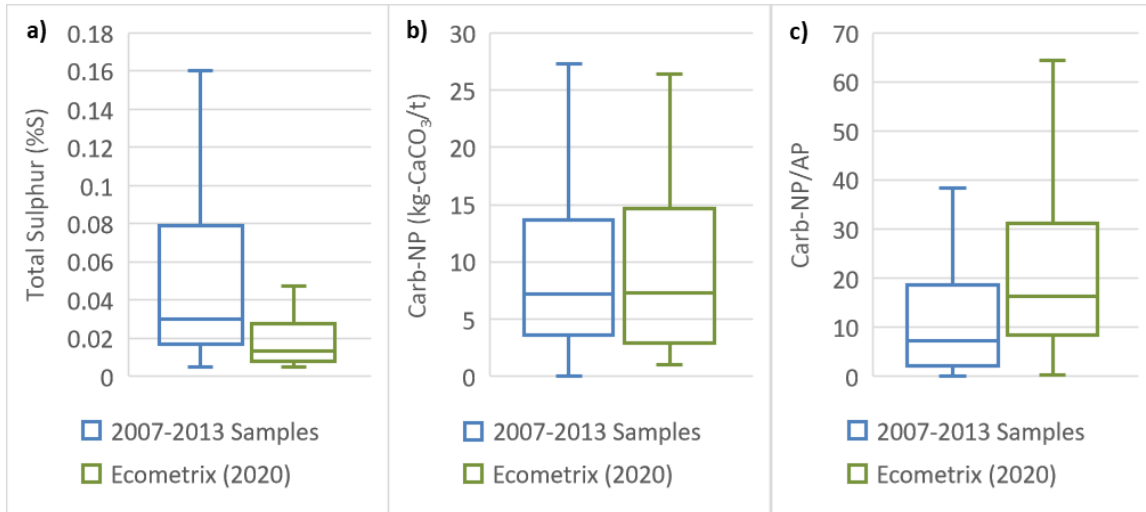 a)
Total Sulphur (%S)
0.18
0.16
0.14
0.12
0.1
0.08
0.06
0.04
0.02
0
2007-2013 Samples
Ecometrix (2020)
b)
Carb-NP (kg-CaCO₃/t)
30
25
20
15
10
5
0
2007-2013 Samples
Ecometrix (2020)
c)
Carb-NP/AP
70
60
50
40
30
20
10
0
2007-2013 Samples
Ecometrix (2020)